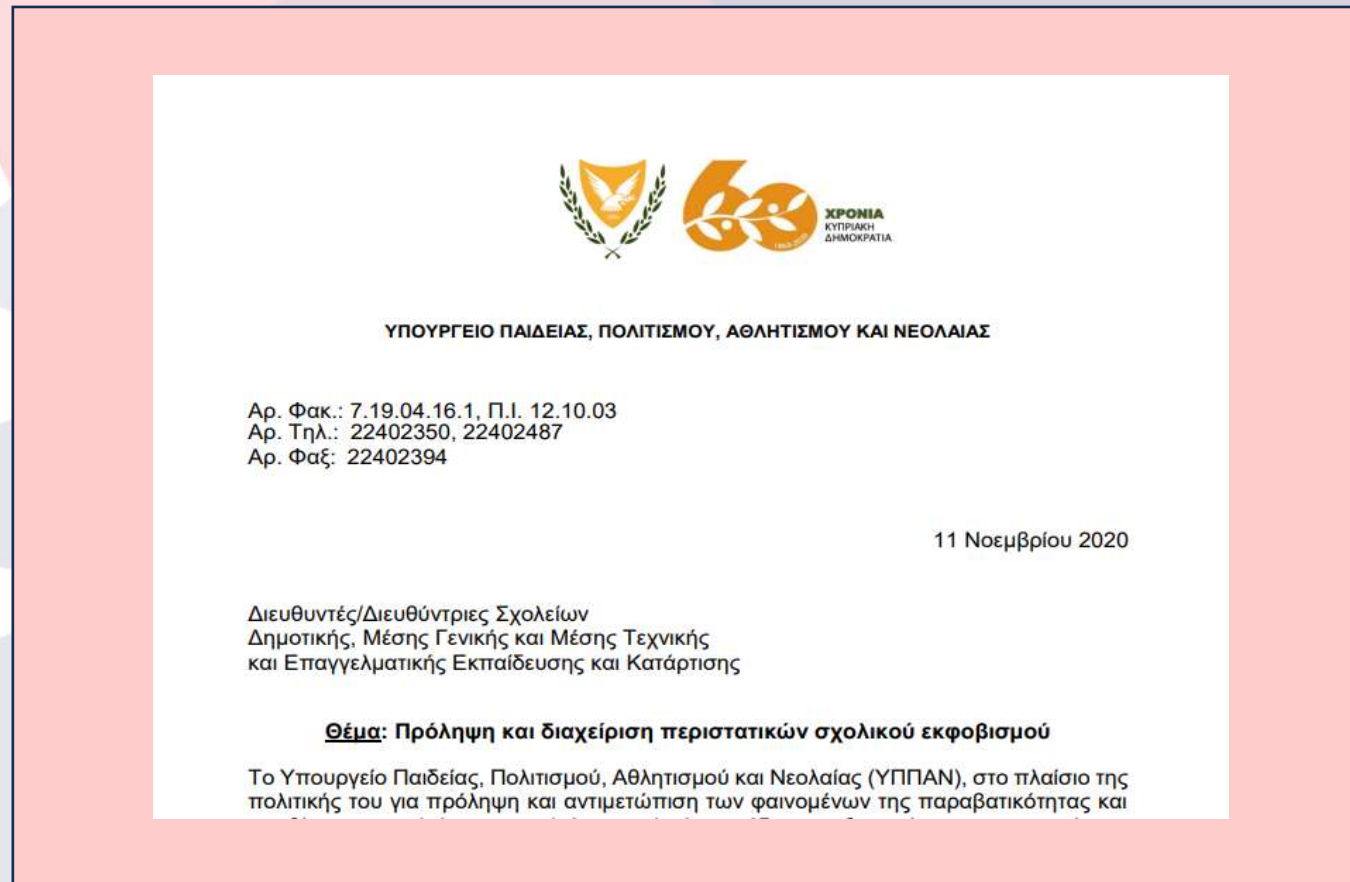 60 ΧΡΟΝΙΑ
ΚΥΠΡΙΑΚΗ
ΔΗΜΟΚΡΑΤΙΑ
ΥΠΟΥΡΓΕΙΟ ΠΑΙΔΕΙΑΣ, ΠΟΛΙΤΙΣΜΟΥ, ΑΘΛΗΤΙΣΜΟΥ ΚΑΙ ΝΕΟΛΑΙΑΣ
Αρ. Φακ.: 7.19.04.16.1, Π.Ι. 12.10.03
Αρ. Τηλ.: 22402350, 22402487
Αρ. Φαξ: 22402394
11 Νοεμβρίου 2020
Διευθυντές/Διευθύντριες Σχολείων
Δημοτικής, Μέσης Γενικής και Μέσης Τεχνικής
και Επαγγελματικής Εκπαίδευσης και Κατάρτισης
Θέμα: Πρόληψη και διαχείριση περιστατικών σχολικού εκφοβισμού
Το Υπουργείο Παιδείας, Πολιτισμού, Αθλητισμού και Νεολαίας (ΥΠΠΑΝ), στο πλαίσιο της
πολιτικής του για πρόληψη και αντιμετώπιση των φαινομένων της παραβατικότητας και